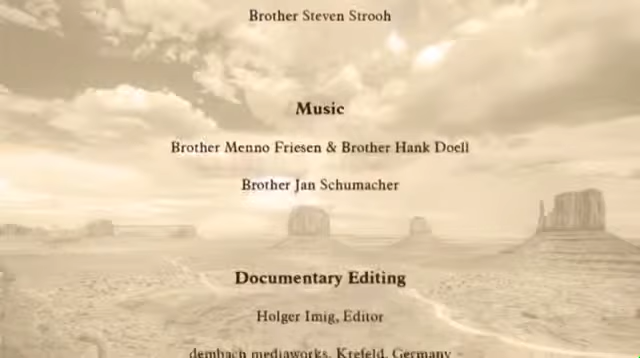 Brother Steven Strooh
Music
Brother Menno Friesen & Brother Hank Doell
Brother Jan Schumacher
Documentary Editing
Holger Imig, Editor
dembach mediaworks, Krefeld, Germany